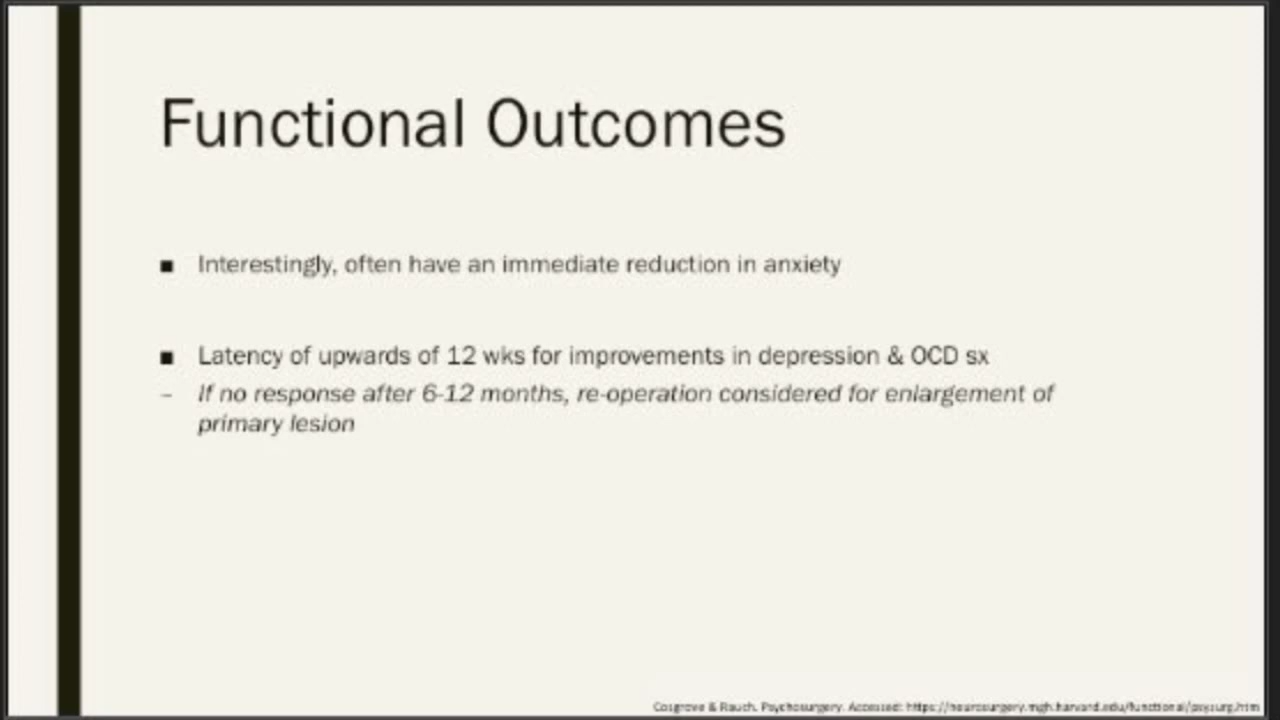 Functional Outcomes
■ Interestingly, often have an immediate reduction in anxiety
■ Latency of upwards of 12 wks for improvements in depression & OCD sx
– If no response after 6-12 months, re-operation considered for enlargement of
primary lesion
Cosgrove & Rauch. Psychosurgery. Accessed: https://neurosurgery.mgh.harvard.edu/functional/psysurg.htm